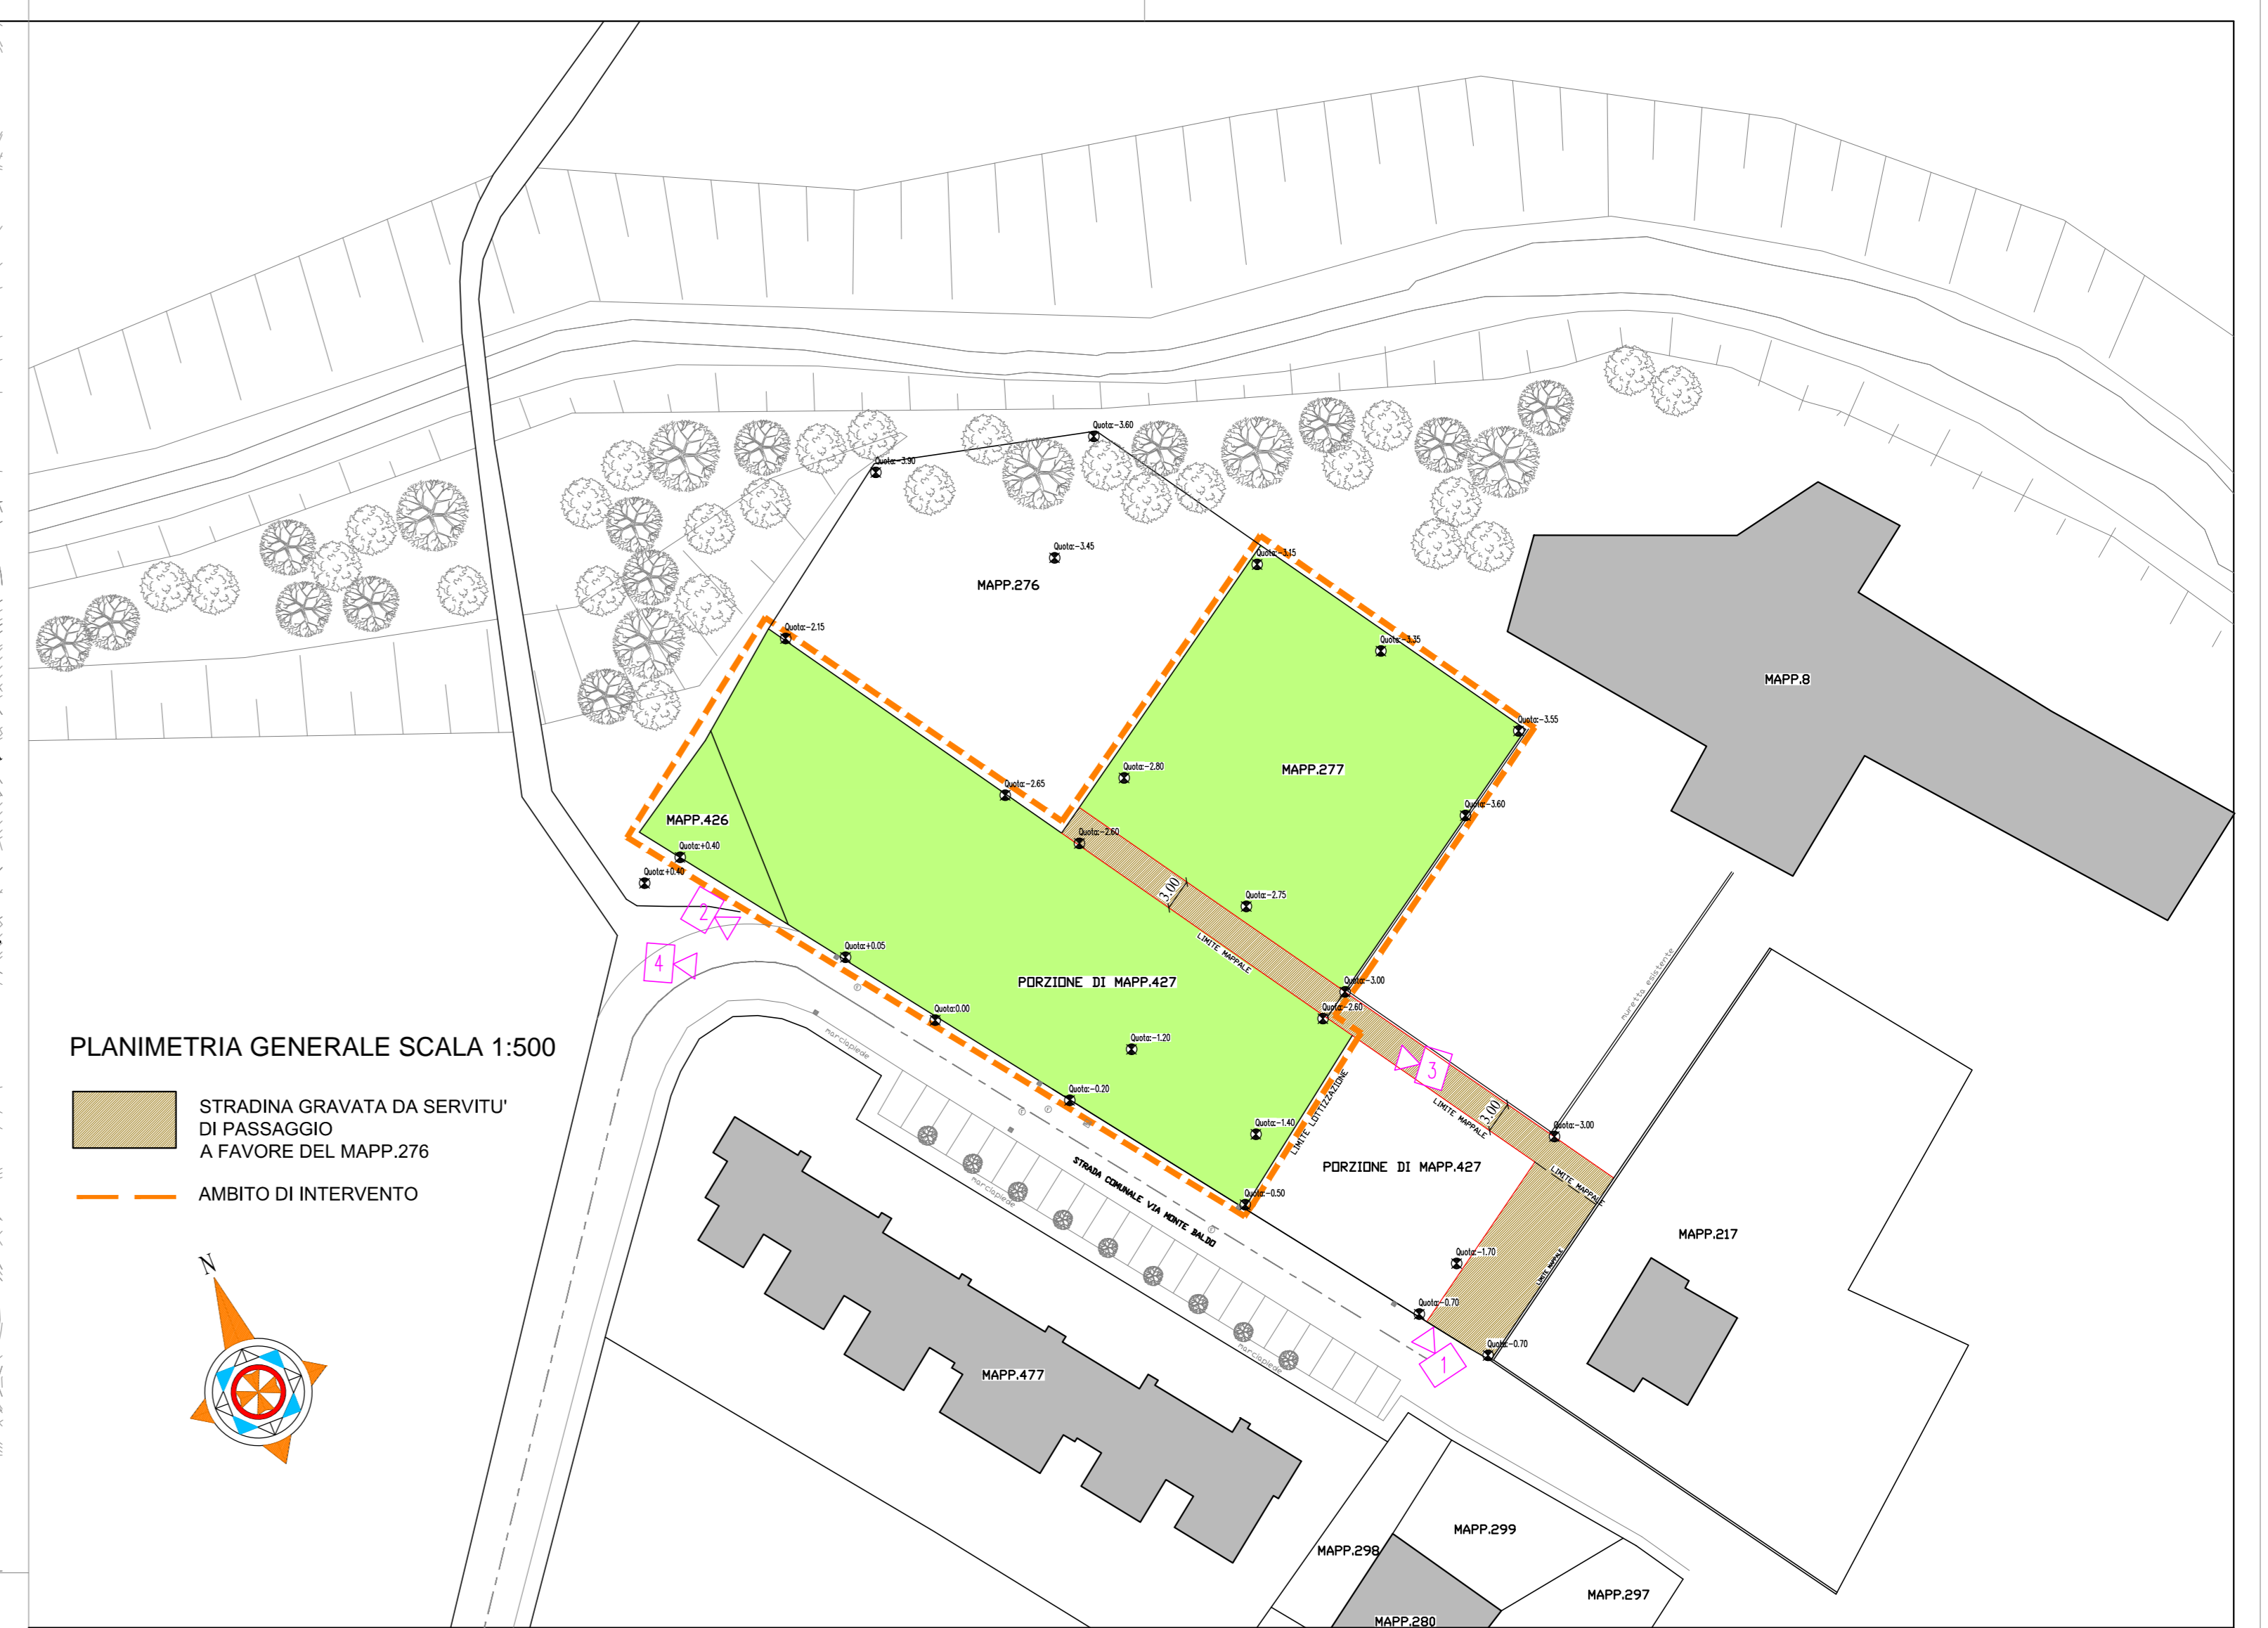 Quota:-3.60
Quota:-3.90
Quota:-3.45
MAPP.276
Quota:-3.15
Quota:-2.15
Quota:-3.35
MAPP.8
Quota:-3.55
Quota:-2.65
Quota:-2.80
MAPP.277
Quota:-3.60
MAPP.426
Quota:+0.40
Quota:+0.40
Quota:-2.60
3.00
Quota:-2.75
2
4
Quota:+0.05
LIMITE MAPPALE
PORZIONE DI MAPP.427
Quota:-3.00
Quota:-2.60
muretto esistente
Quota:0.00
marciapiede
Quota:-1.20
Quota:-0.20
3
LIMITE MAPPALE
3.00
Quota:-3.00
LIMITE LOTTIZZAZIONE
Quota:-1.40
PORZIONE DI MAPP.427
LIMITE MAPPALE
STRADA COMUNALE VIA MONTE BALDO
marciapiede
Quota:-0.50
MAPP.217
Quota:-1.70
LIMITE MAPPALE
Quota:-0.70
Quota:-0.70
1
marciapiede
MAPP.477
MAPP.299
MAPP.298
MAPP.297
MAPP.280
PLANIMETRIA GENERALE SCALA 1:500
STRADINA GRAVATA DA SERVITU'
DI PASSAGGIO
A FAVORE DEL MAPP.276
AMBITO DI INTERVENTO
N